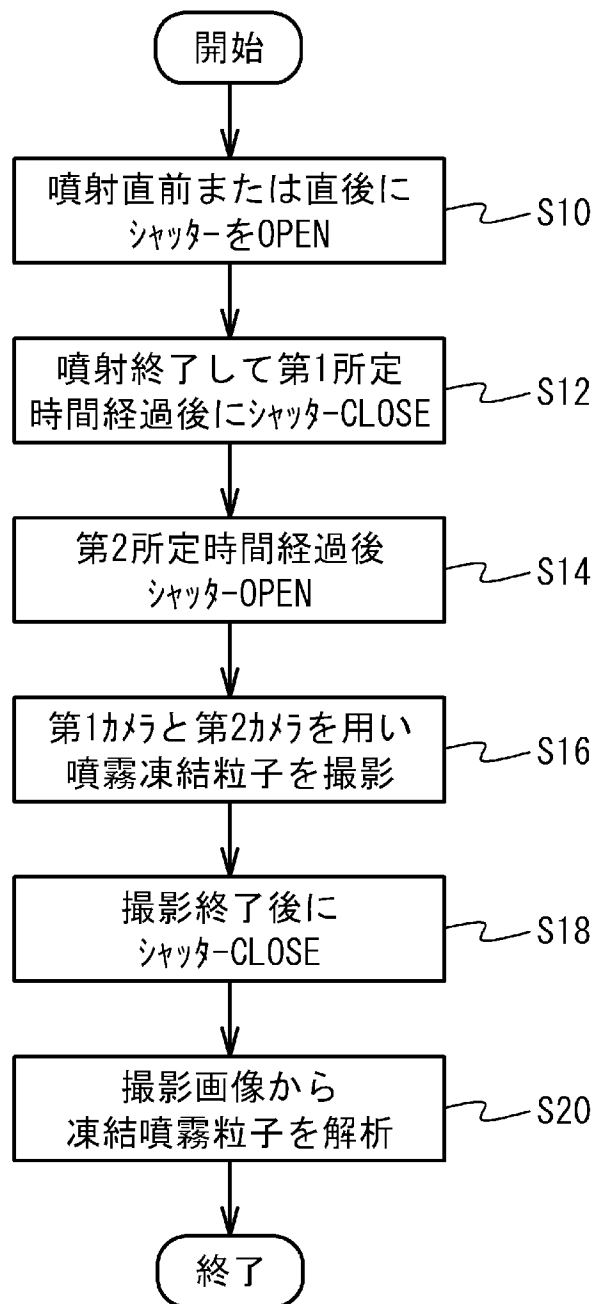 開始
噴射直前または直後に
ｼｬｯﾀｰをOPEN
S10
噴射終了して第1所定
時間経過後にｼｬｯﾀｰCLOSE
S12
第2所定時間経過後
ｼｬｯﾀｰOPEN
S14
第1ｶﾒﾗと第2ｶﾒﾗを用い
噴霧凍結粒子を撮影
S16
撮影終了後に
ｼｬｯﾀｰCLOSE
S18
撮影画像から
凍結噴霧粒子を解析
S20
終了